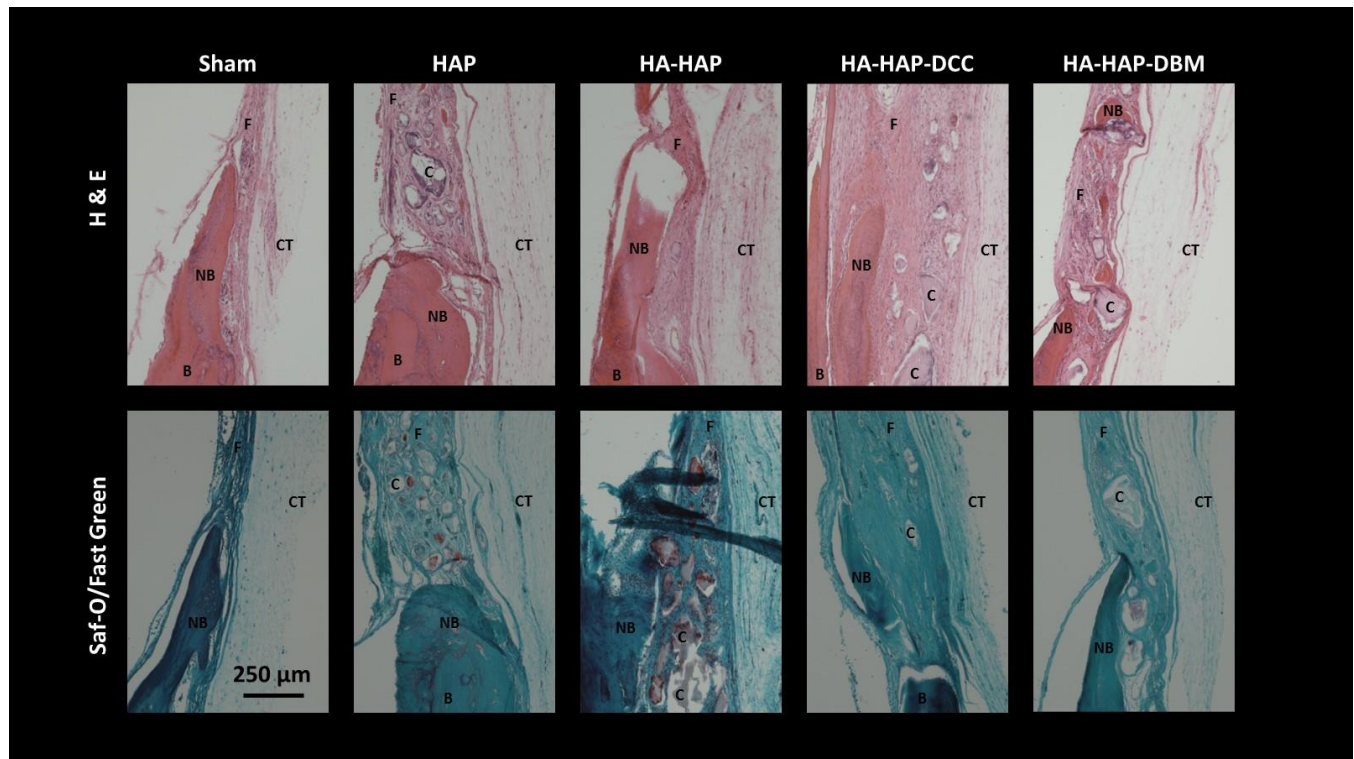 Sham HAP HA-HAP HA-HAP-DCC HA-HAP-DBM
H & E
F NB CT B
F C CT NB B
F NB CT B
F NB CT C B C
NB F CT C NB
Saf-O/Fast Green
F CT NB 250 µm
F C CT NB B
F CT NB C C
F CT C NB B
F C CT NB